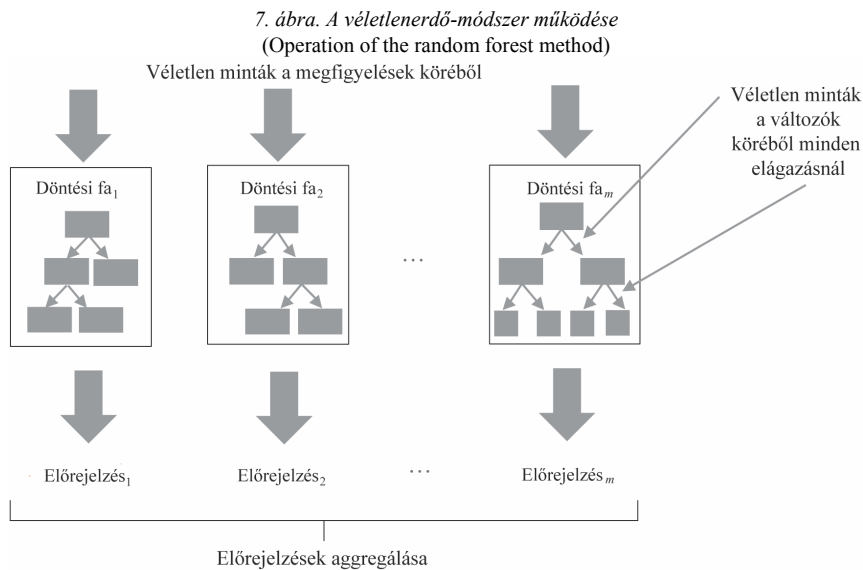 7. ábra. A véletlenerdő-módszer működése
(Operation of the random forest method)
Véletlen minták a megfigyelések köréből
Véletlen minták
a változók
köréből minden
elágazásnál
Döntési fa1
Döntési fa2
Döntési fam
…
Előrejelzés1
Előrejelzés2
…
Előrejelzésm
Előrejelzések aggregálása